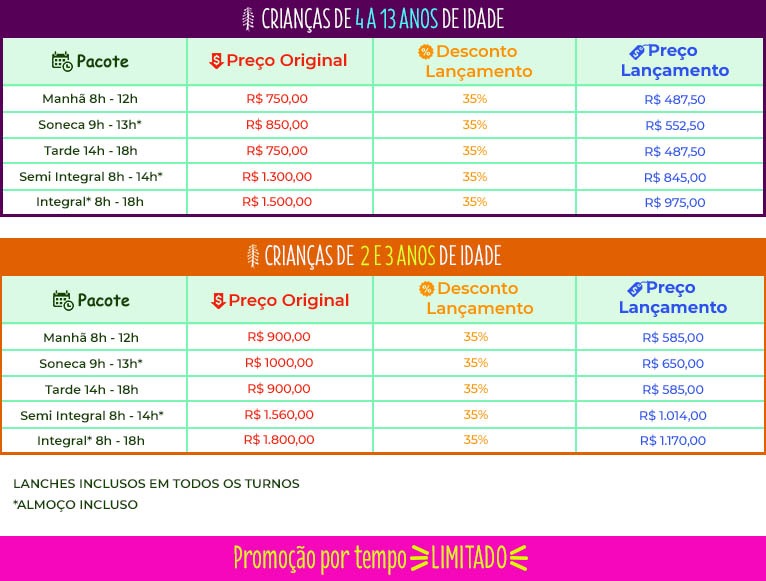 CRIANÇAS DE 4 A 13 ANOS DE IDADE
Pacote Preço Original Desconto Lançamento Preço Lançamento
Manhã 8h - 12h R$ 750,00 35% R$ 487,50
Soneca 9h - 13h* R$ 850,00 35% R$ 552,50
Tarde 14h - 18h R$ 750,00 35% R$ 487,50
Semi Integral 8h - 14h* R$ 1.300,00 35% R$ 845,00
Integral* 8h - 18h R$ 1.500,00 35% R$ 975,00
CRIANÇAS DE 2 E 3 ANOS DE IDADE
Pacote Preço Original Desconto Lançamento Preço Lançamento
Manhã 8h - 12h R$ 900,00 35% R$ 585,00
Soneca 9h - 13h* R$ 1000,00 35% R$ 650,00
Tarde 14h - 18h R$ 900,00 35% R$ 585,00
Semi Integral 8h - 14h* R$ 1.560,00 35% R$ 1.014,00
Integral* 8h - 18h R$ 1.800,00 35% R$ 1.170,00
LANCHES INCLUSOS EM TODOS OS TURNOS
*ALMOÇO INCLUSO
Promoção por tempo LIMITADO